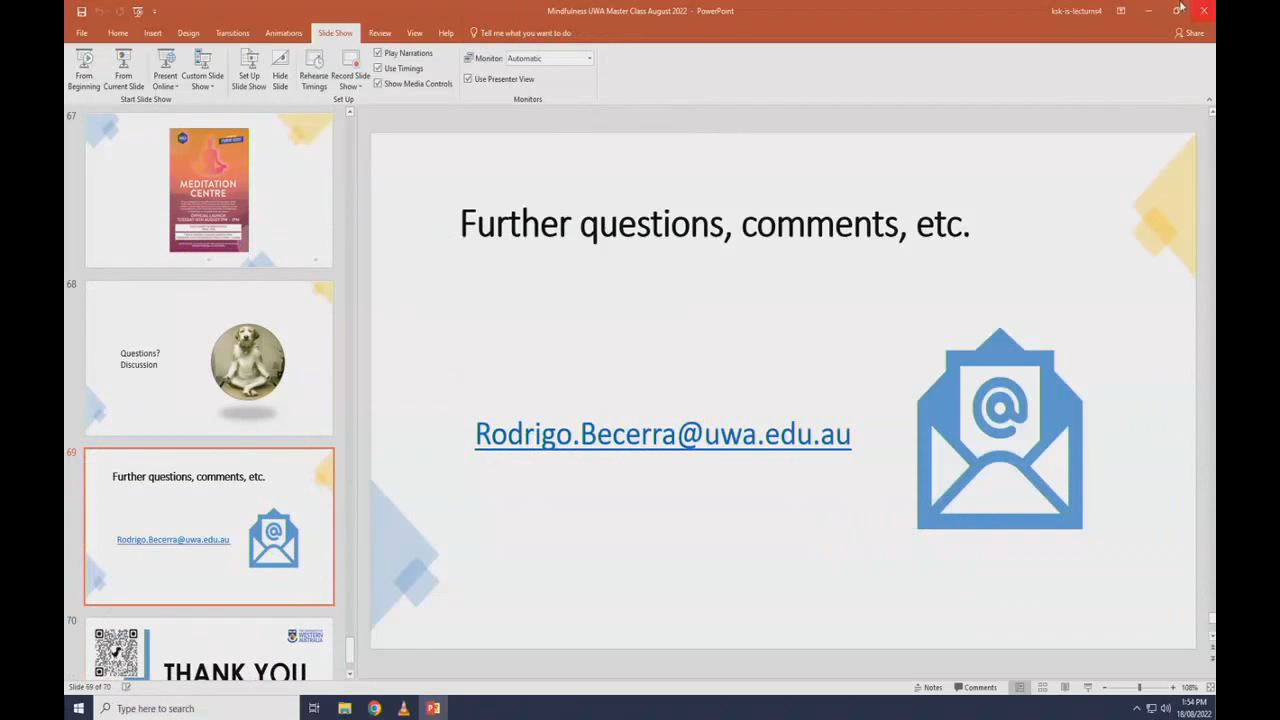 Mindfulness UWA Master Class August 2022 - PowerPoint
ksk-is-lecturns4
File Home Insert Design Transitions Animations Slide Show Review View Help Tell me what you want to do
Share
From Beginning
From Current Slide
Present Online
Custom Slide Show
Start Slide Show
Set Up Slide Show
Hide Slide
Rehearse Timings
Record Slide Show
Play Narrations
Use Timings
Show Media Controls
Set Up
Monitor: Automatic
Use Presenter View
Monitors
67
MEDITATION
CENTRE
68
Questions?
Discussion
69
Further questions, comments, etc.
Rodrigo.Becerra@uwa.edu.au
@
70
WESTERN
AUSTRALIA
THANK YOU
Further questions, comments, etc.
Rodrigo.Becerra@uwa.edu.au
@
Slide 69 of 70
Notes
Comments
108%
Type here to search
1:54 PM
18/08/2022